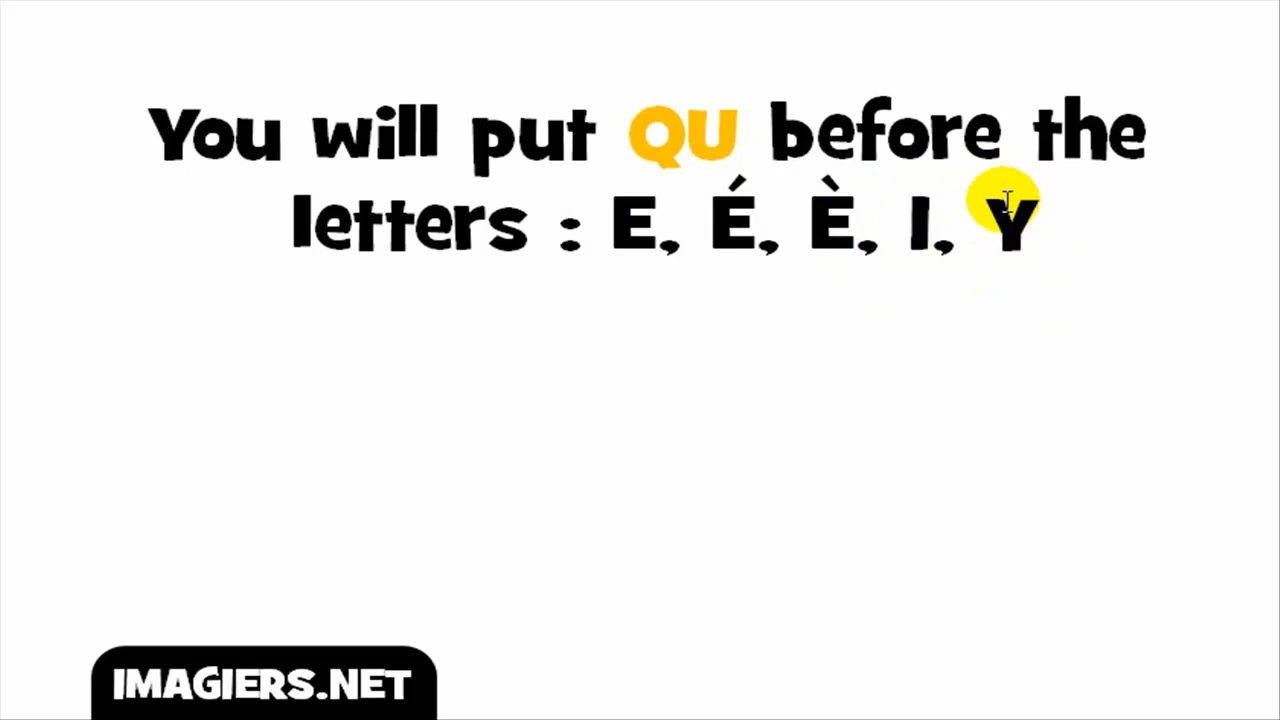 You will put QU before the
letters : E, É, È, I, Y
IMAGIERS.NET